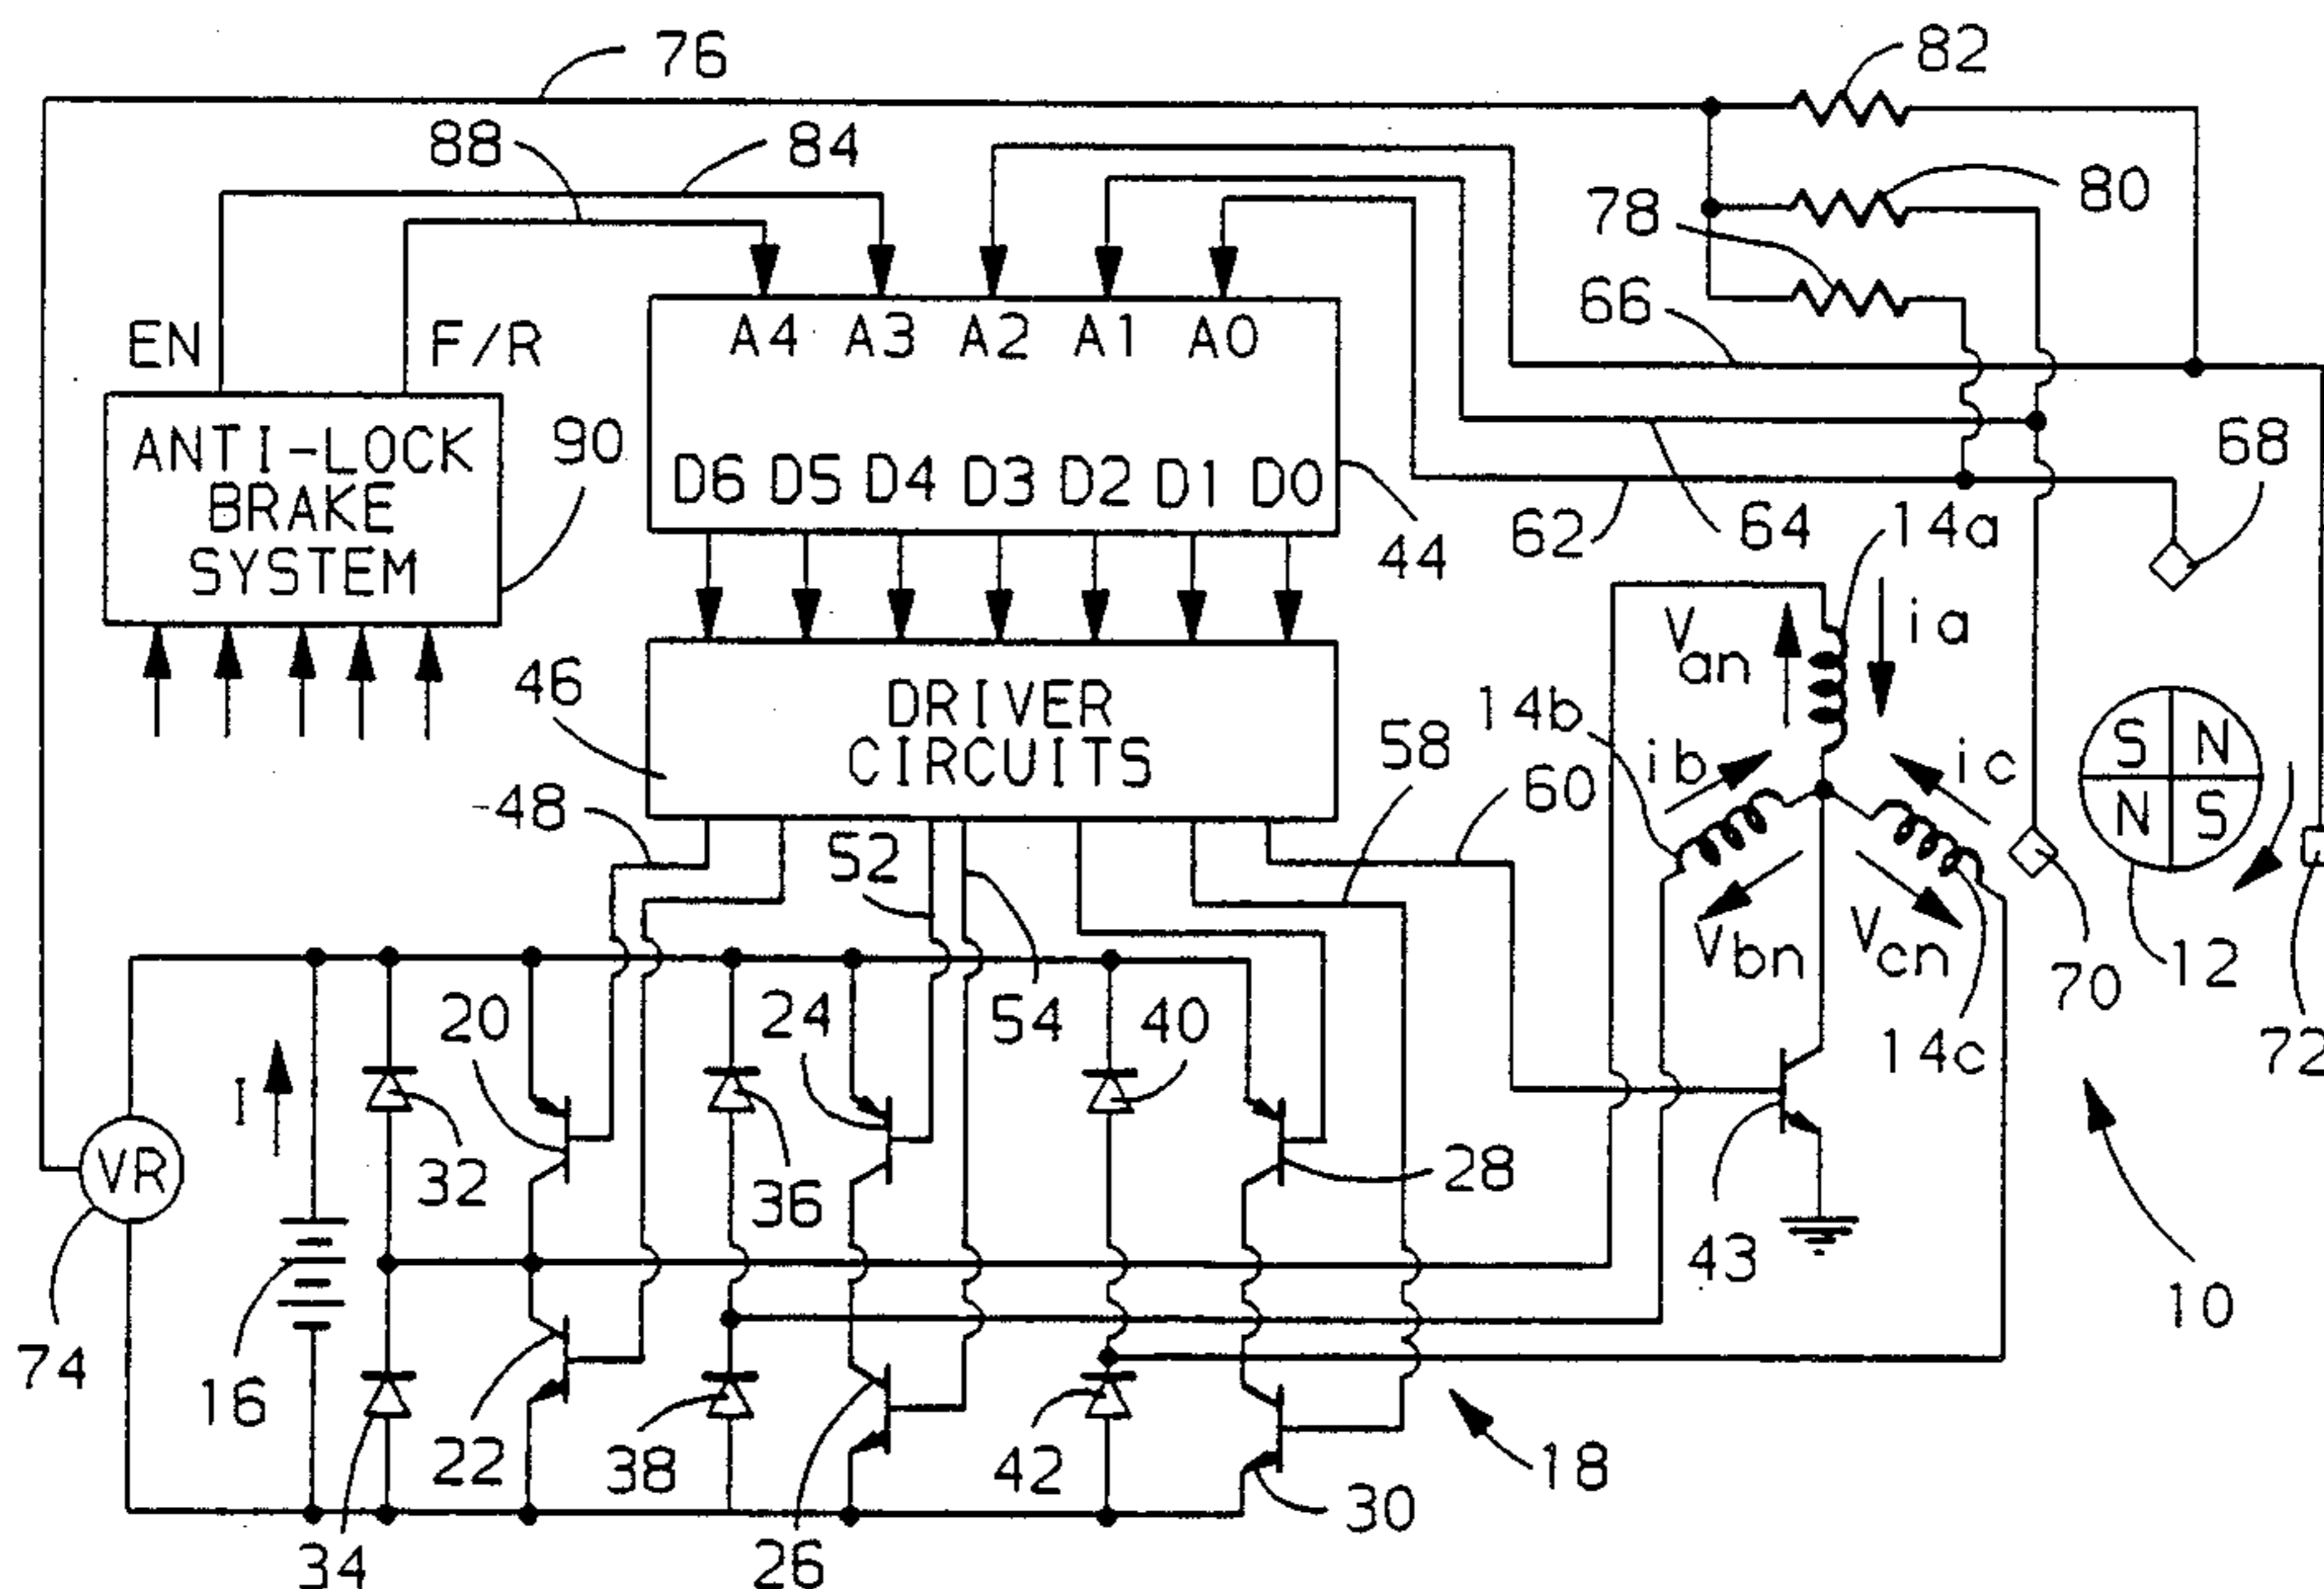 76
82
88
84
80
78
66
EN
F/R
A4 A3 A2 A1 A0
ANTI-LOCK
BRAKE
SYSTEM
90
68
D6 D5 D4 D3 D2 D1 D0
62
64
14a
44
Van
ia
46
DRIVER
CIRCUITS
14b
58
ib
ic
S N
N S
48
60
52
Vbn
Vcn
70
12
20
24
54
40
14c
72
I
VR
32
36
28
43
10
74
16
22
38
42
18
30
34
26